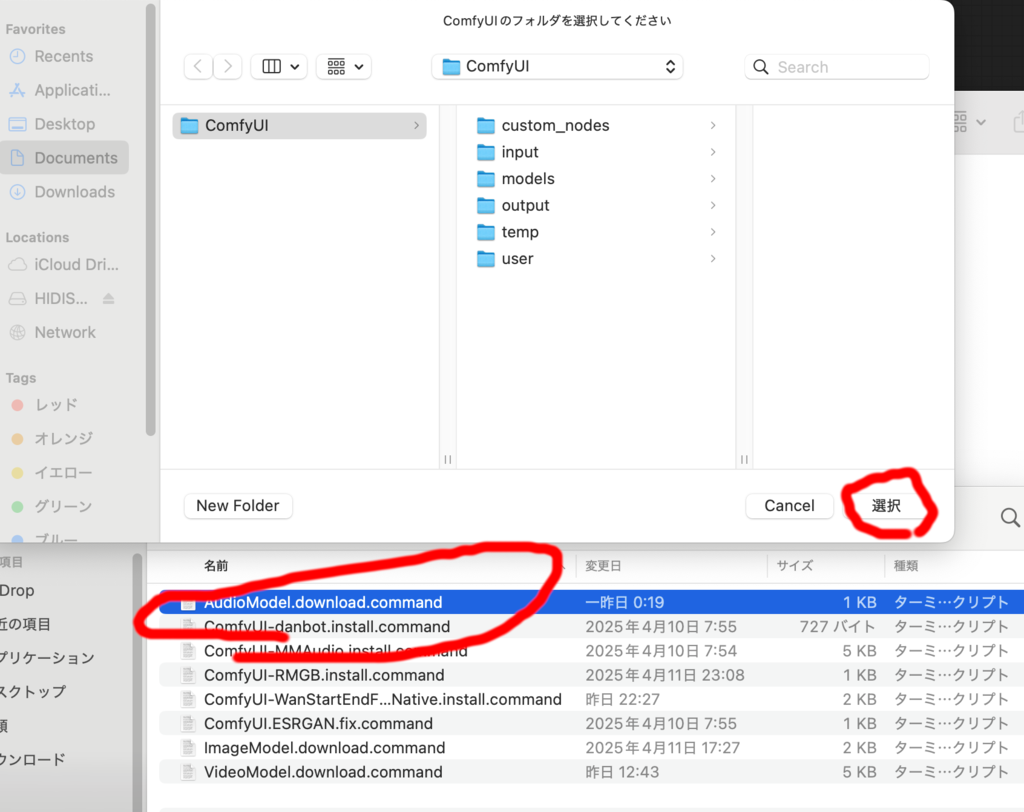 ComfyUIのフォルダを選択してください
Favorites
Recents
Applicati...
Desktop
Documents
Downloads
Locations
iCloud Dri...
HIDIS...
Network
Tags
レッド
オレンジ
イエロー
グリーン
ブルー
ComfyUI
Search
ComfyUI
custom_nodes
input
models
output
temp
user
New Folder
Cancel
選択
項目
Drop
近の項目
プリケーション
スクトップ
類
ウンロード
名前 変更日 サイズ 種類
AudioModel.download.command 一昨日 0:19 1 KB ターミ…クリプト
ComfyUI-danbot.install.command 2025年4月10日 7:55 727 バイト ターミ…クリプト
ComfyUI-MMAudio.install.command 2025年4月10日 7:54 5 KB ターミ…クリプト
ComfyUI-RMGB.install.command 2025年4月11日 23:08 1 KB ターミ…クリプト
ComfyUI-WanStartEndF...Native.install.command 昨日 22:27 2 KB ターミ…クリプト
ComfyUI.ESRGAN.fix.command 2025年4月10日 7:55 1 KB ターミ…クリプト
ImageModel.download.command 2025年4月11日 17:27 2 KB ターミ…クリプト
VideoModel.download.command 昨日 12:43 5 KB ターミ…クリプト